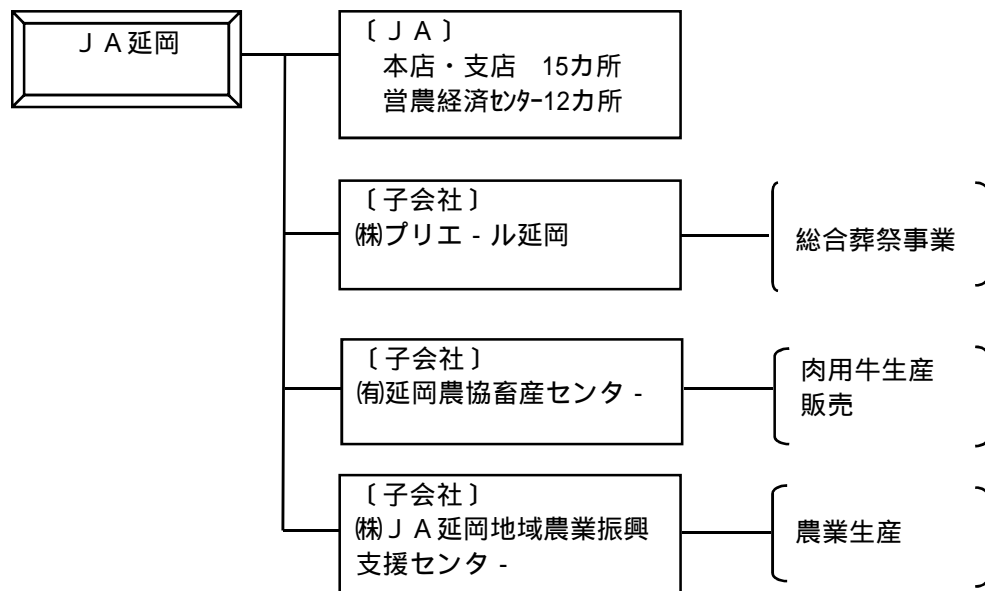 ＪＡ延岡
〔ＪＡ〕
本店・支店　15カ所
営農経済ｾﾝﾀｰ12カ所
〔子会社〕
㈱プリエ‐ル延岡
総合葬祭事業
〔子会社〕
㈲延岡農協畜産センタ‐
肉用牛生産
販売
〔子会社〕
㈱ＪＡ延岡地域農業振興
支援センタ‐
農業生産